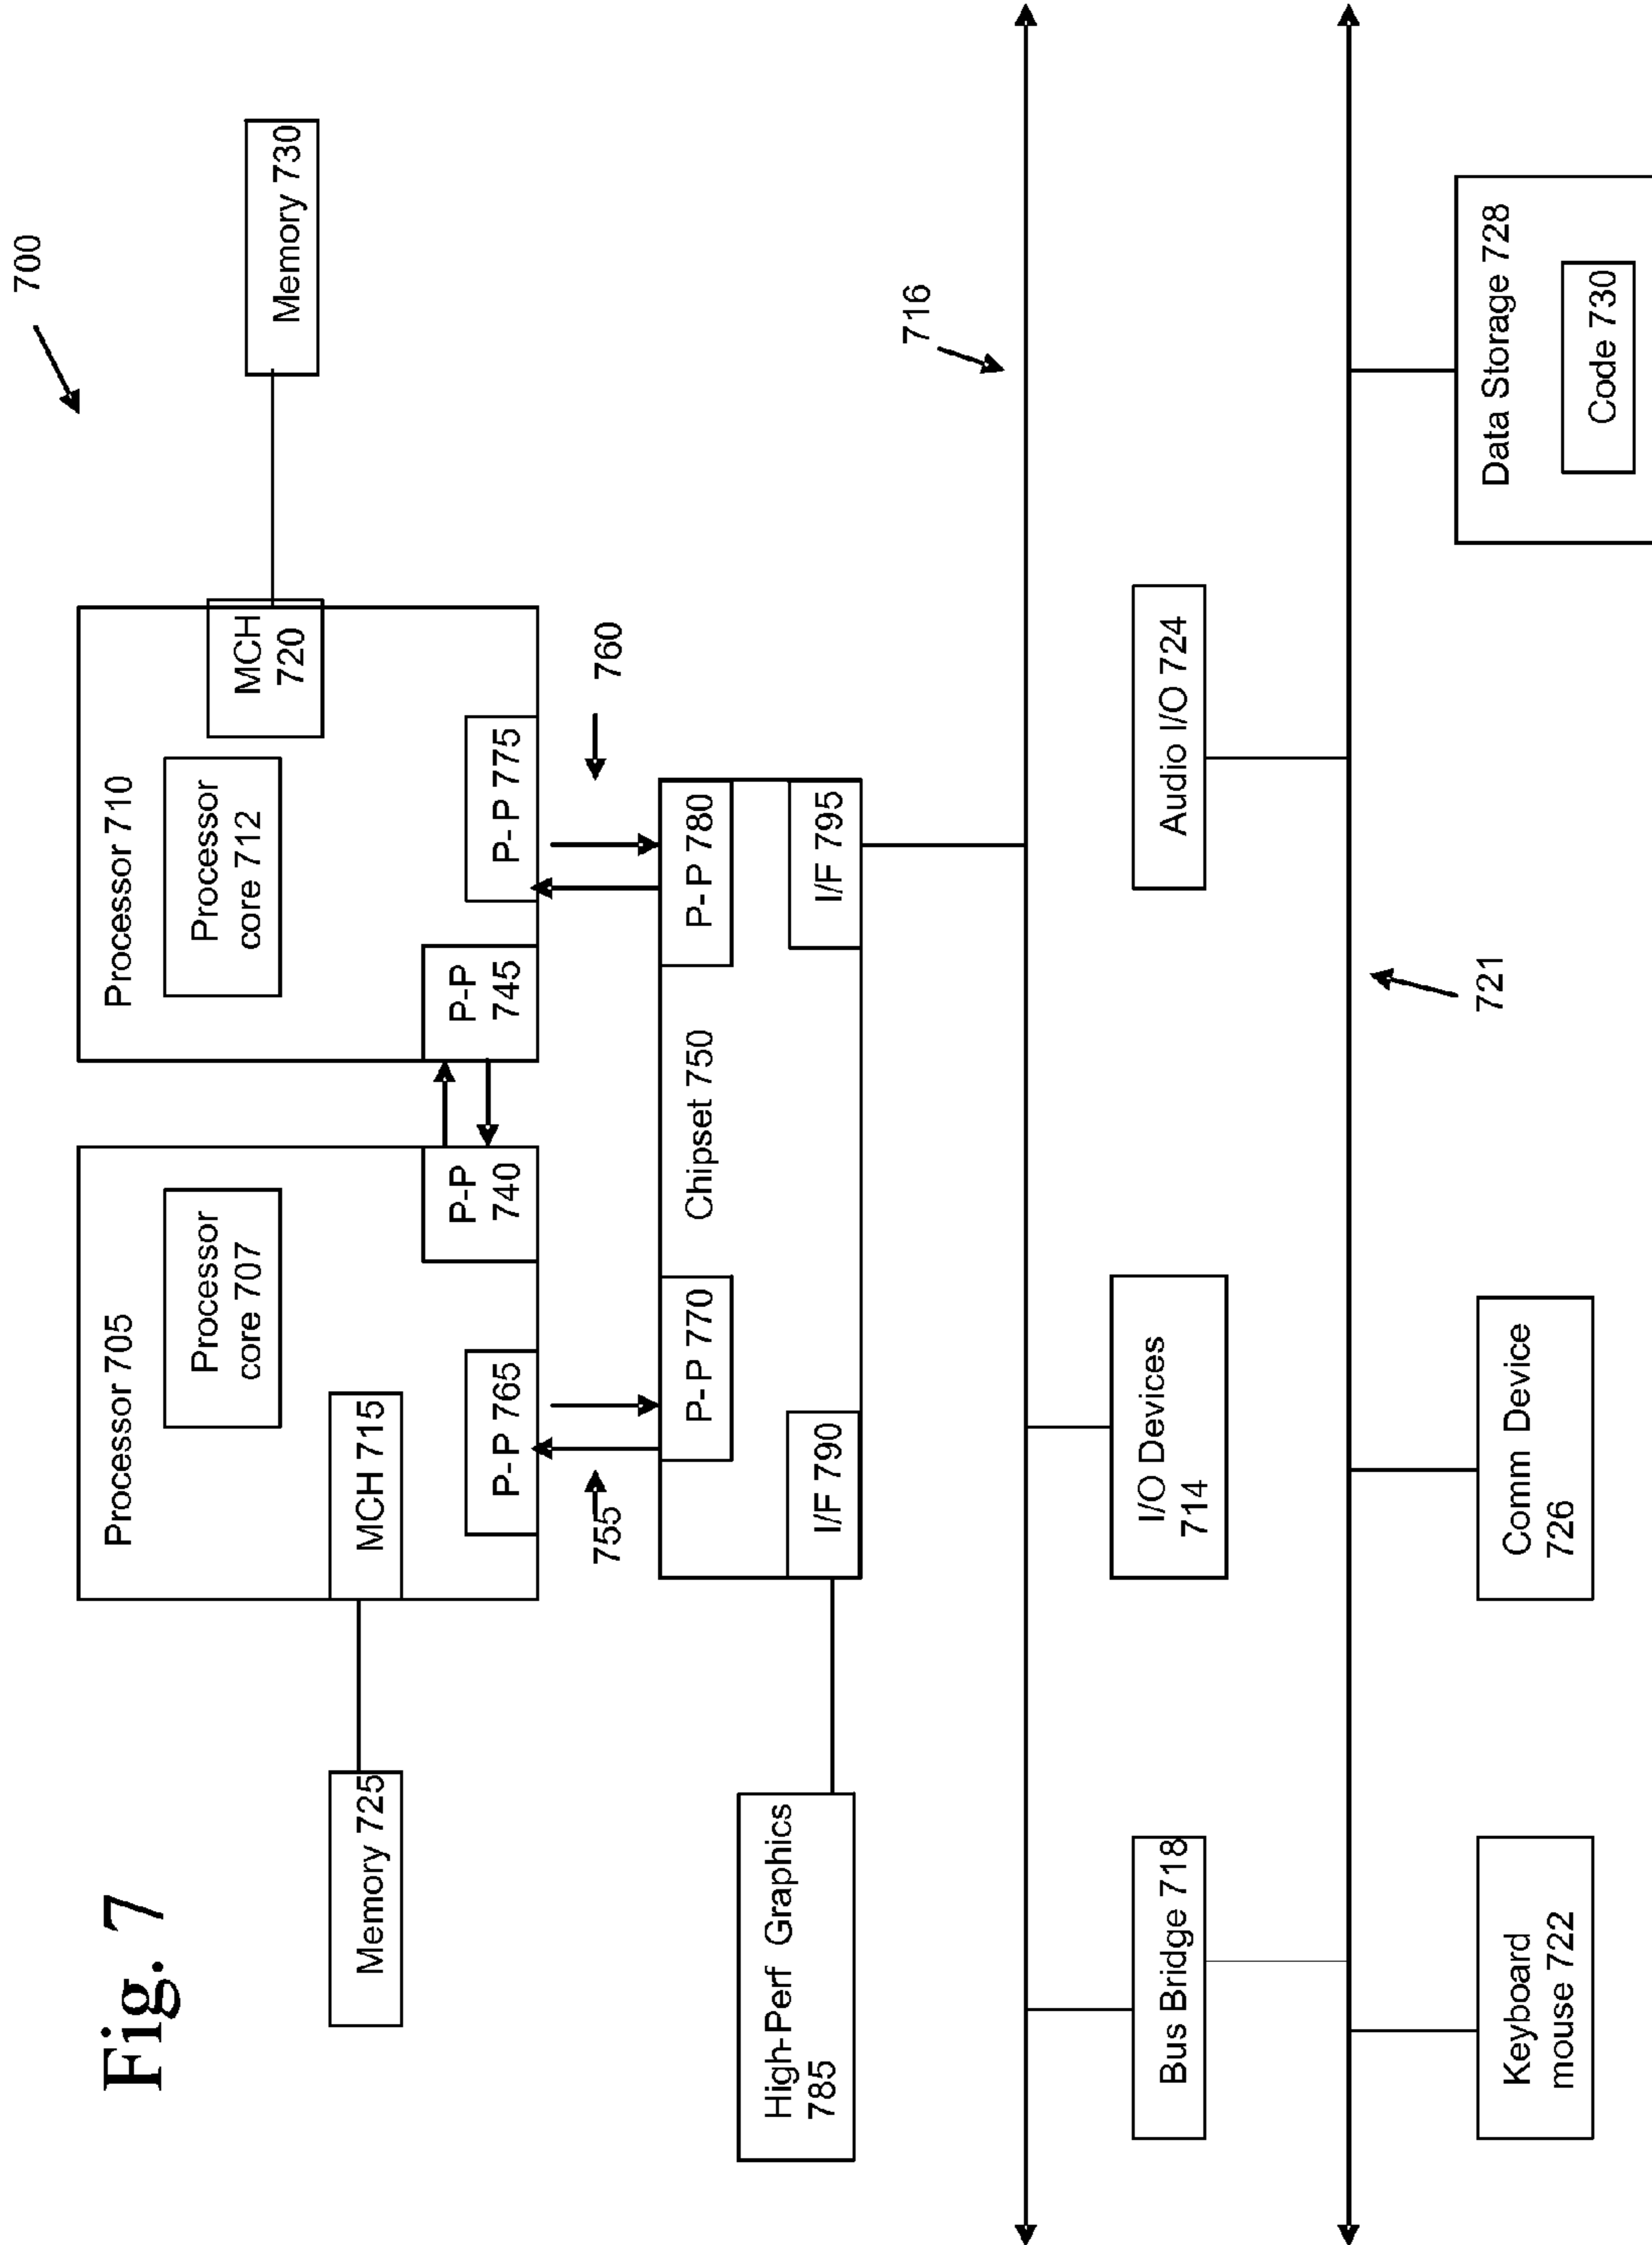 Fig. 7
700
Processor 705
Processor
core 707
MCH 715
P-P 765
P-P
740
Processor 710
Processor
core 712
MCH
720
P-P
745
P-P 775
Memory 725
Memory 730
755
760
P-P 770
Chipset 750
P-P 780
I/F 790
I/F 795
High-Perf Graphics
785
716
Bus Bridge 718
I/O Devices
714
Audio I/O 724
721
Keyboard
mouse 722
Comm Device
726
Data Storage 728
Code 730